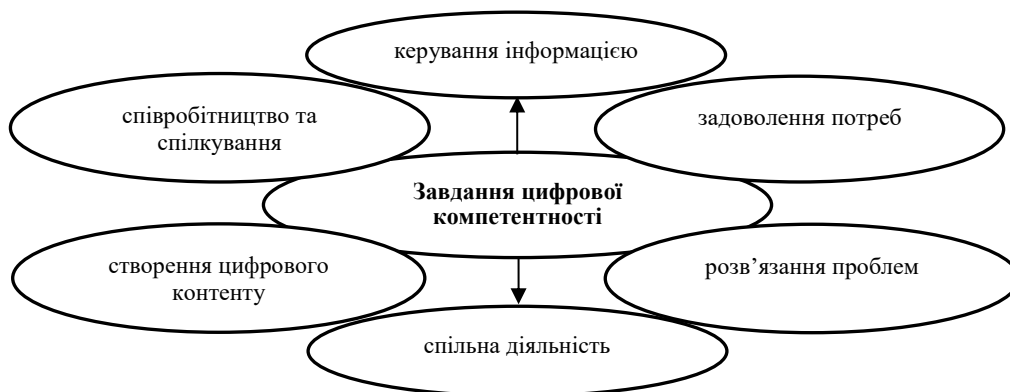 керування інформацією
співробітництво та
спілкування
задоволення потреб
Завдання цифрової
компетентності
створення цифрового
контенту
розв’язання проблем
спільна діяльність